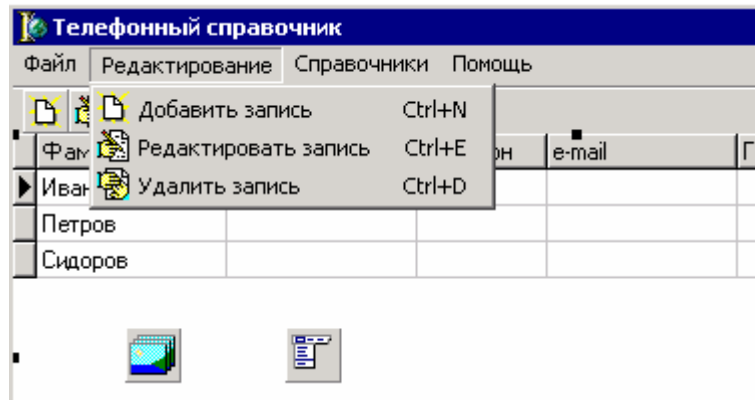 Телефонный справочник
Файл Редактирование Справочники Помощь
Добавить запись Ctrl+N
Редактировать запись Ctrl+E
Удалить запись Ctrl+D
e-mail
Петров
Сидоров